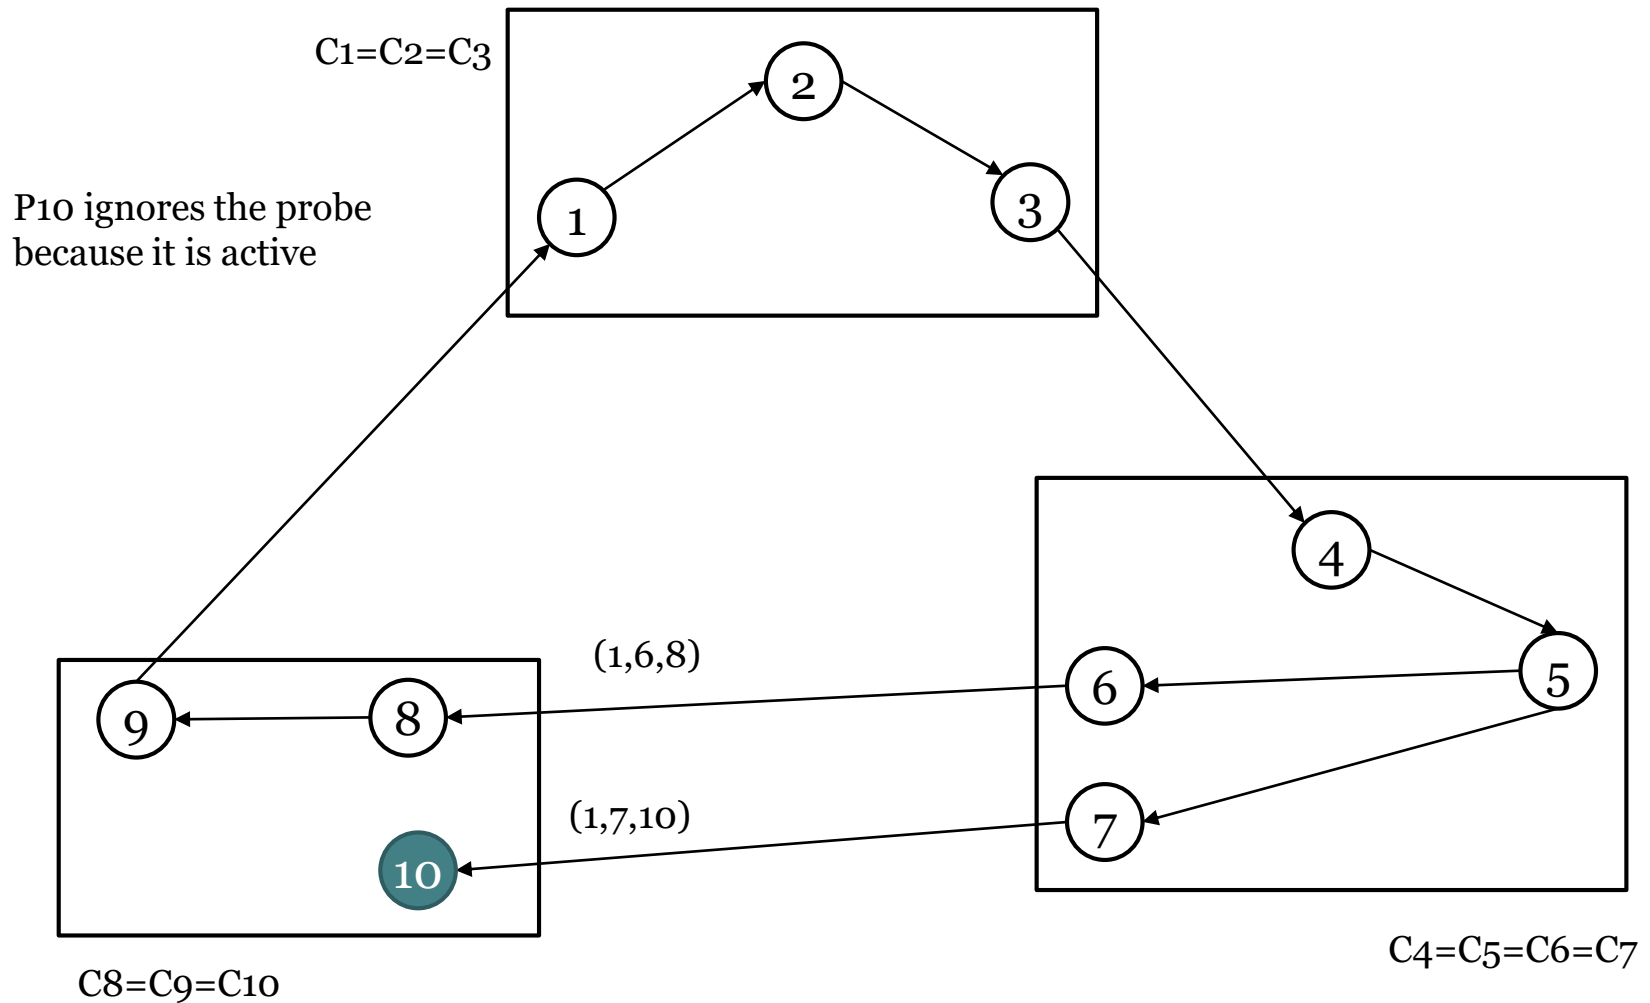 C1=C2=C3
2
P10 ignores the probe
because it is active
1
3
4
(1,6,8)
6
5
9
8
(1,7,10)
7
10
C4=C5=C6=C7
C8=C9=C10